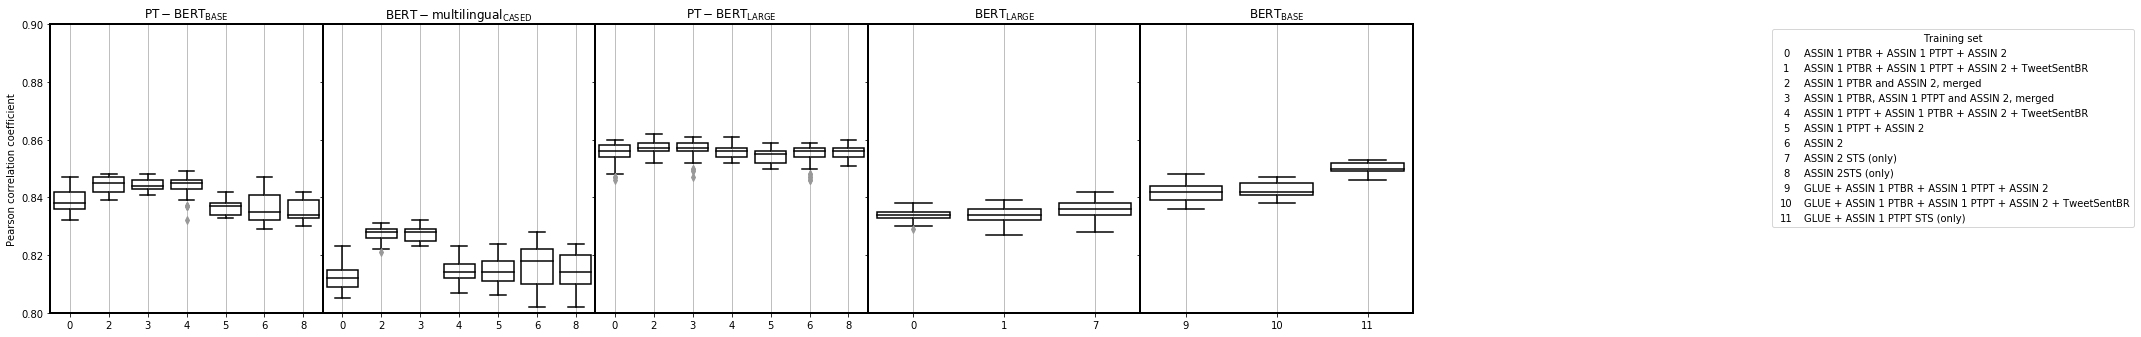 PT − BERT_BASE
BERT − multilingual_CASED
PT − BERT_LARGE
BERT_LARGE
BERT_BASE
Pearson correlation coefficient
0.90
0.88
0.86
0.84
0.82
0.80
0 2 3 4 5 6 8
0 2 3 4 5 6 8
0 2 3 4 5 6 8
0 1 7
9 10 11
Training set
0 ASSIN 1 PTBR + ASSIN 1 PTPT + ASSIN 2
1 ASSIN 1 PTBR + ASSIN 1 PTPT + ASSIN 2 + TweetSentBR
2 ASSIN 1 PTBR and ASSIN 2, merged
3 ASSIN 1 PTBR, ASSIN 1 PTPT and ASSIN 2, merged
4 ASSIN 1 PTPT + ASSIN 1 PTBR + ASSIN 2 + TweetSentBR
5 ASSIN 1 PTPT + ASSIN 2
6 ASSIN 2
7 ASSIN 2 STS (only)
8 ASSIN 2STS (only)
9 GLUE + ASSIN 1 PTBR + ASSIN 1 PTPT + ASSIN 2
10 GLUE + ASSIN 1 PTBR + ASSIN 1 PTPT + ASSIN 2 + TweetSentBR
11 GLUE + ASSIN 1 PTPT STS (only)